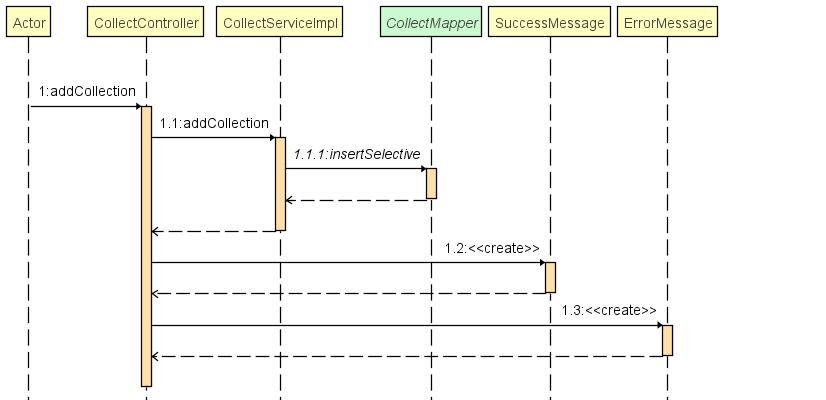 Actor CollectController CollectServiceImpl CollectMapper SuccessMessage ErrorMessage
1:addCollection
1.1:addCollection
1.1.1:insertSelective
1.2:<<create>>
1.3:<<create>>